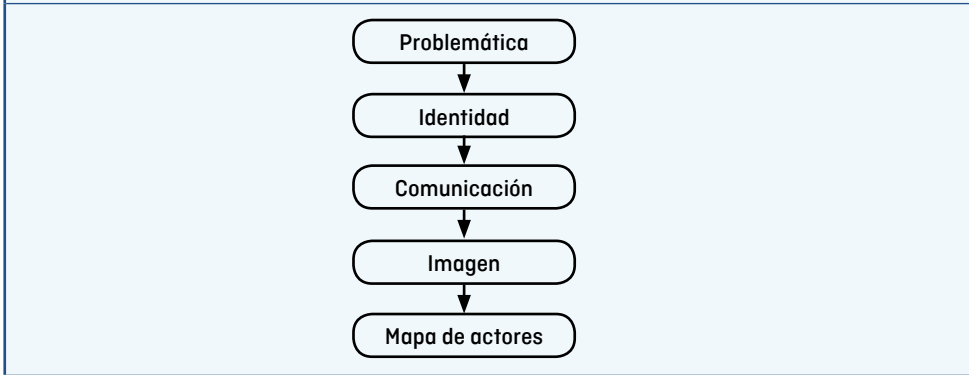 Problemática
Identidad
Comunicación
Imagen
Mapa de actores